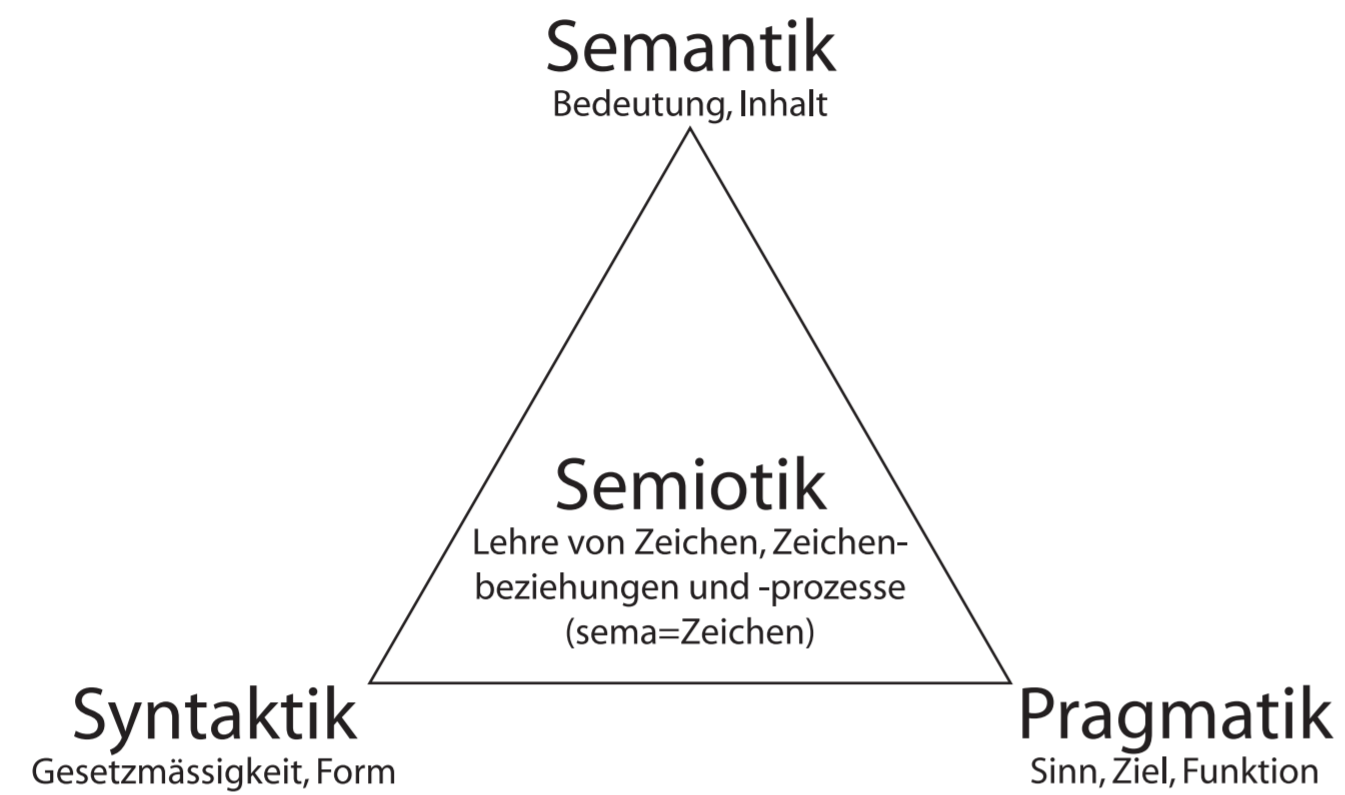 Semantik
Bedeutung, Inhalt
Semiotik
Lehre von Zeichen, Zeichen-
beziehungen und -prozesse
(sema=Zeichen)
Syntaktik
Gesetzmässigkeit, Form
Pragmatik
Sinn, Ziel, Funktion